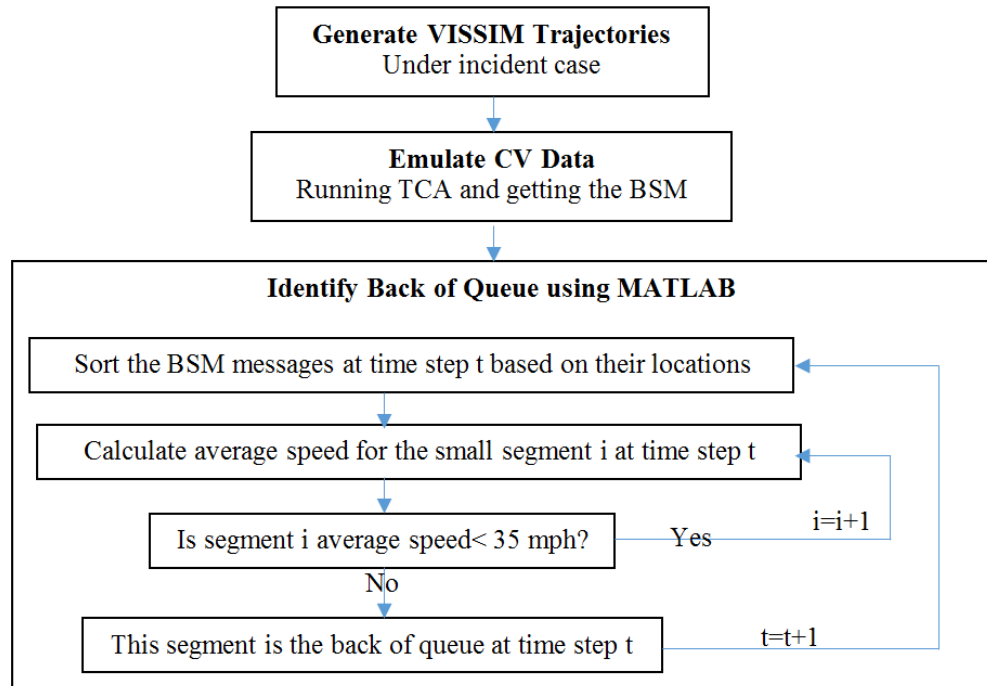 Generate VISSIM Trajectories
Under incident case
Emulate CV Data
Running TCA and getting the BSM
Identify Back of Queue using MATLAB
Sort the BSM messages at time step t based on their locations
Calculate average speed for the small segment i at time step t
i=i+1
Is segment i average speed< 35 mph?
Yes
No
This segment is the back of queue at time step t
t=t+1